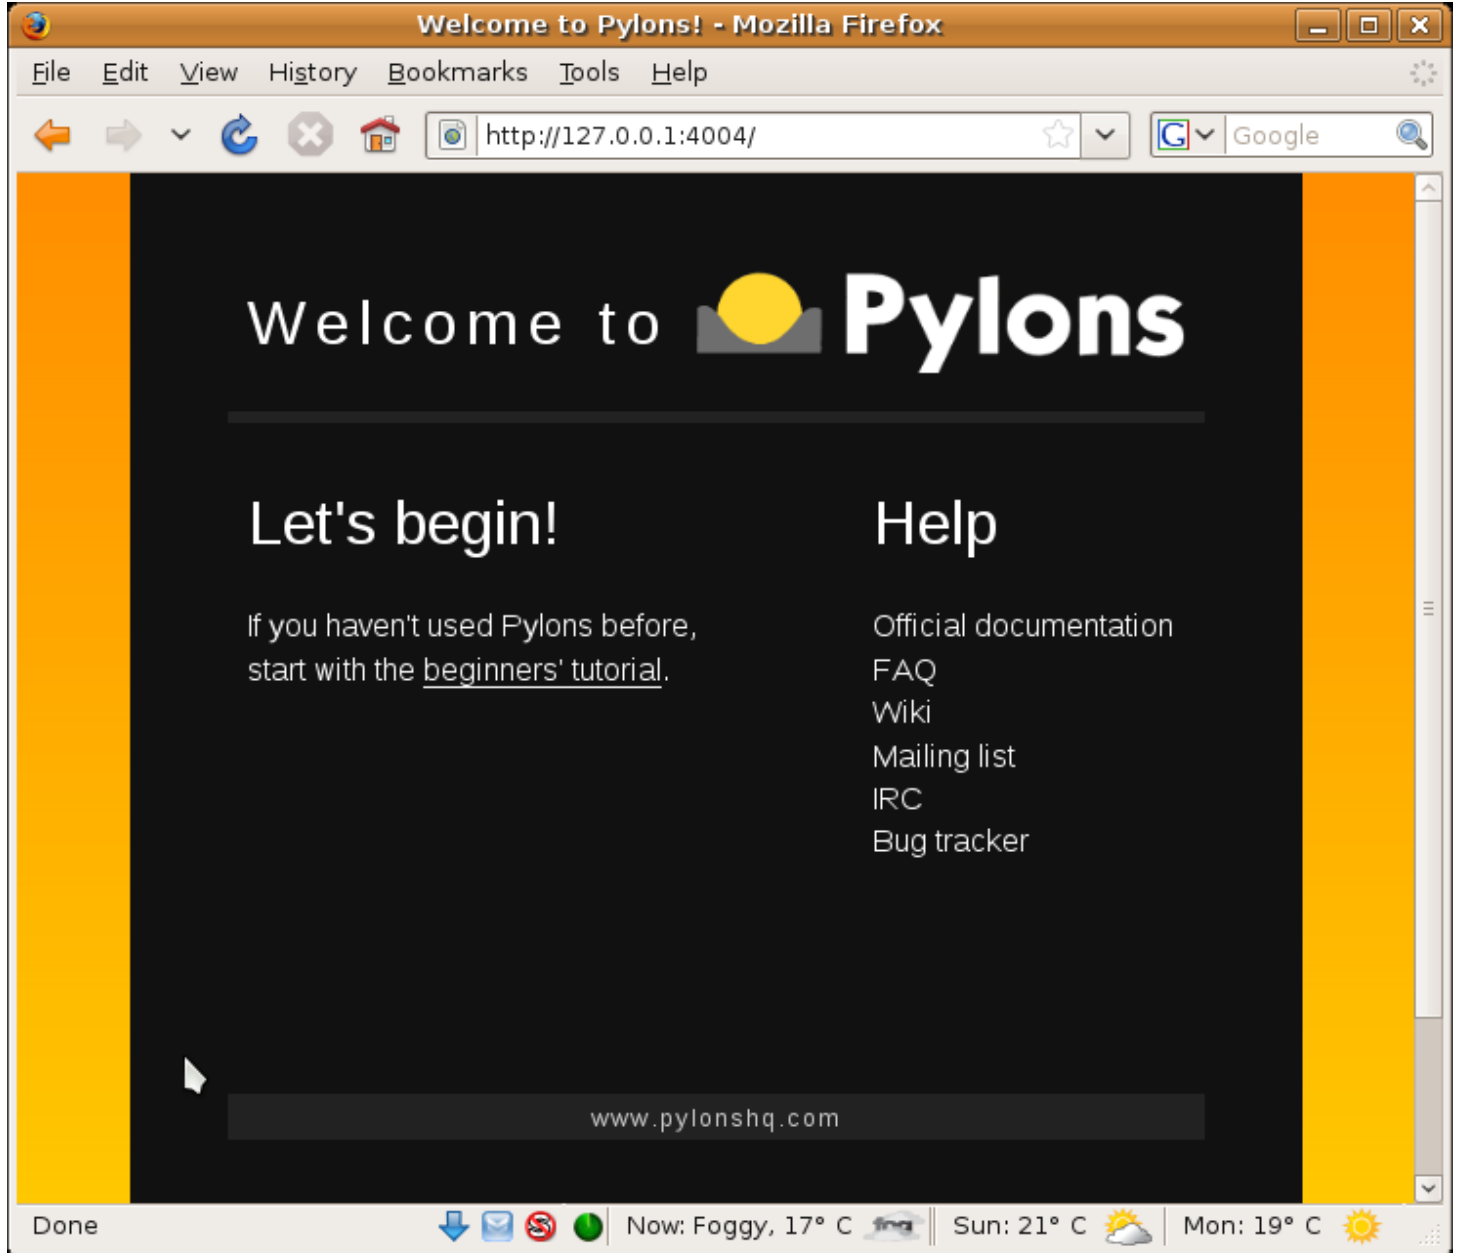 Welcome to Pylons! - Mozilla Firefox
File Edit View History Bookmarks Tools Help
http://127.0.0.1:4004/
G Google
Welcome to Pylons
Let's begin!
If you haven't used Pylons before,
start with the beginners' tutorial.
Help
Official documentation
FAQ
Wiki
Mailing list
IRC
Bug tracker
www.pylonshq.com
Done Now: Foggy, 17° C fog Sun: 21° C Mon: 19° C